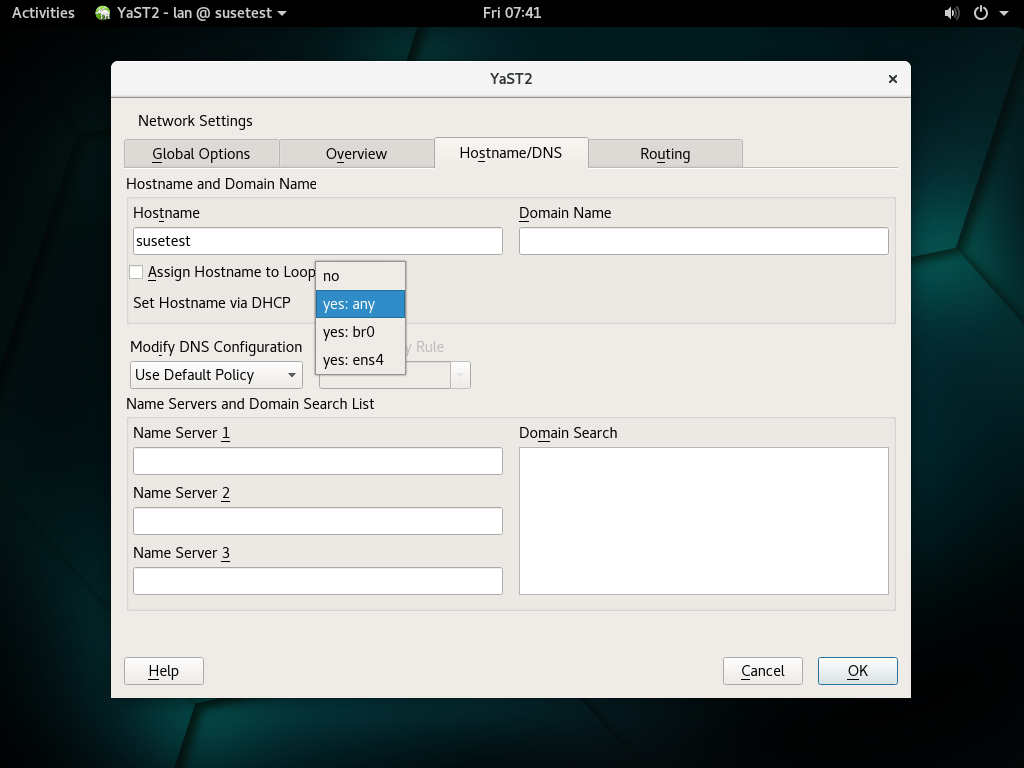 Activities YaST2 - lan @ susetest Fri 07:41
YaST2
Network Settings
Global Options Overview Hostname/DNS Routing
Hostname and Domain Name
Hostname Domain Name
susetest
Assign Hostname to Loop
no
Set Hostname via DHCP yes: any
yes: br0
Modify DNS Configuration Rule
yes: ens4
Use Default Policy
Name Servers and Domain Search List
Name Server 1 Domain Search
Name Server 2
Name Server 3
Help Cancel OK